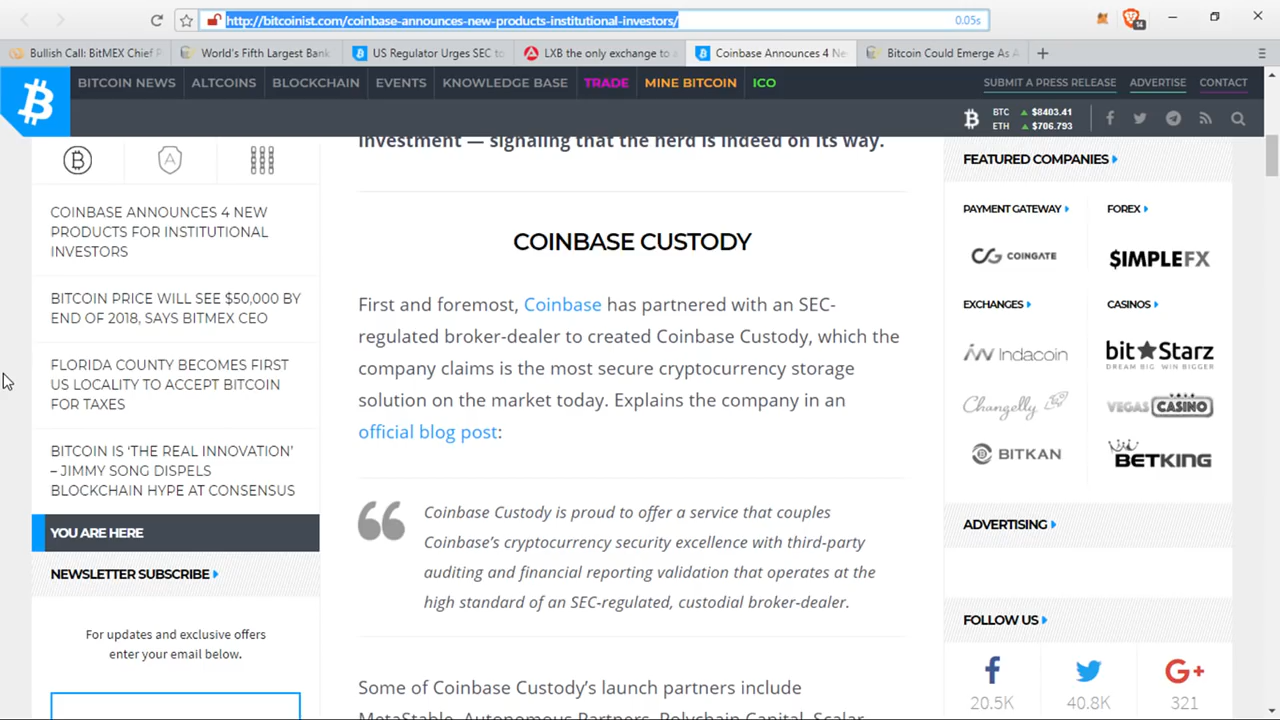 http://bitcoinist.com/coinbase-announces-new-products-institutional-investors/
0.05s
14
Bullish Call: BitMEX Chief P
World's Fifth Largest Bank
US Regulator Urges SEC to
LXB the only exchange to a
Coinbase Announces 4 Ne
Bitcoin Could Emerge As A
BITCOIN NEWS
ALTCOINS
BLOCKCHAIN
EVENTS
KNOWLEDGE BASE
TRADE
MINE BITCOIN
ICO
SUBMIT A PRESS RELEASE
ADVERTISE
CONTACT
BTC ▲ $8403.41
ETH ▲ $706.793
COINBASE ANNOUNCES 4 NEW
PRODUCTS FOR INSTITUTIONAL
INVESTORS
BITCOIN PRICE WILL SEE $50,000 BY
END OF 2018, SAYS BITMEX CEO
FLORIDA COUNTY BECOMES FIRST
US LOCALITY TO ACCEPT BITCOIN
FOR TAXES
BITCOIN IS ‘THE REAL INNOVATION’
– JIMMY SONG DISPELS
BLOCKCHAIN HYPE AT CONSENSUS
YOU ARE HERE
NEWSLETTER SUBSCRIBE
For updates and exclusive offers
enter your email below.
investment — signaling that the herd is indeed on its way.
COINBASE CUSTODY
First and foremost, Coinbase has partnered with an SEC-
regulated broker-dealer to created Coinbase Custody, which the
company claims is the most secure cryptocurrency storage
solution on the market today. Explains the company in an
official blog post:
Coinbase Custody is proud to offer a service that couples
Coinbase’s cryptocurrency security excellence with third-party
auditing and financial reporting validation that operates at the
high standard of an SEC-regulated, custodial broker-dealer.
Some of Coinbase Custody’s launch partners include
MetaStable, Autonomous Partners, Polychain Capital, Scalar
FEATURED COMPANIES
PAYMENT GATEWAY
FOREX
COINGATE
$IMPLEFX
EXCHANGES
CASINOS
Indacoin
bit★Starz
DREAM BIG. WIN BIGGER
Changelly
VEGAS CASINO
BITKAN
BETKING
ADVERTISING
FOLLOW US
20.5K
40.8K
G+
321